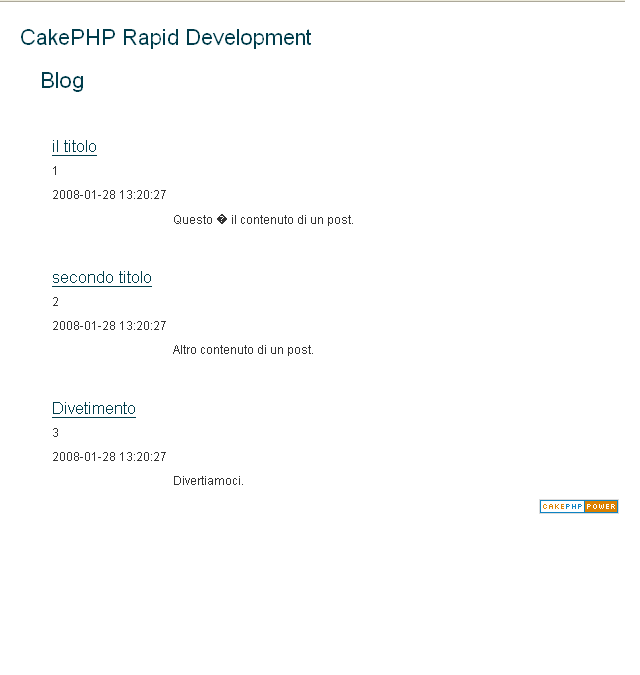 CakePHP Rapid Development
Blog
il titolo
1
2008-01-28 13:20:27
Questo � il contenuto di un post.
secondo titolo
2
2008-01-28 13:20:27
Altro contenuto di un post.
Divetimento
3
2008-01-28 13:20:27
Divertiamoci.
CAKEPHP POWER